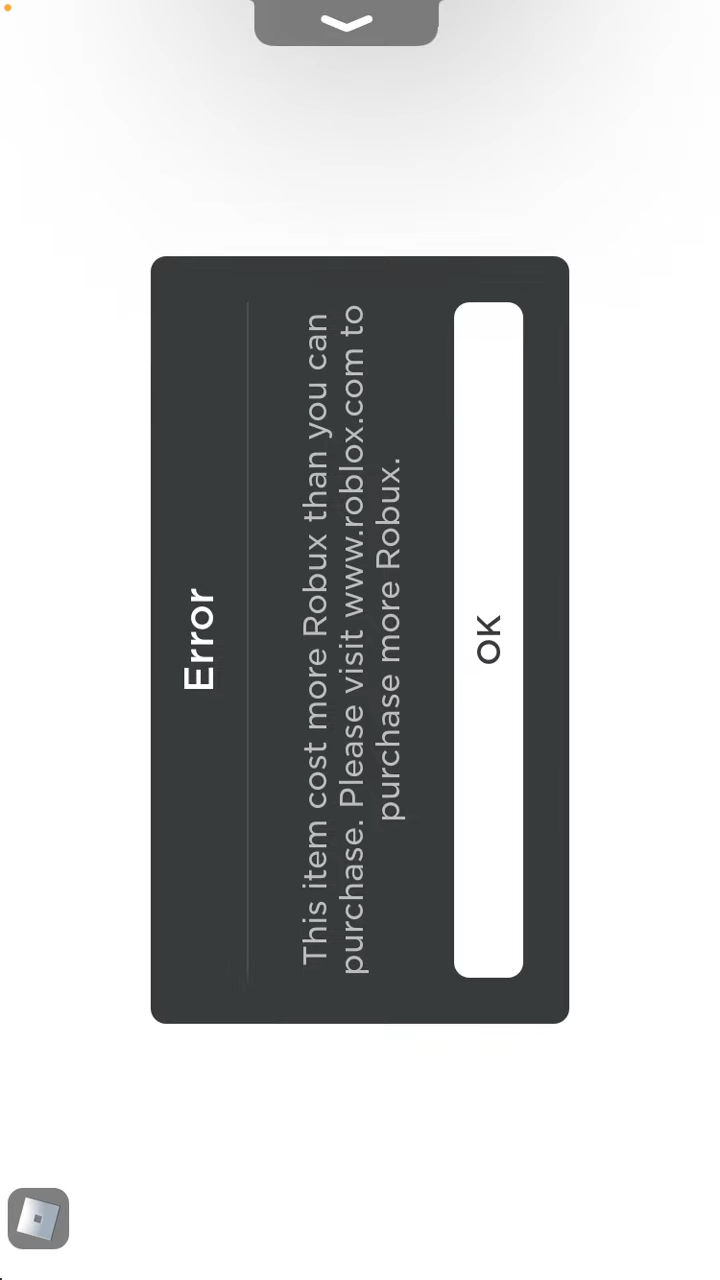 Error
This item cost more Robux than you can
purchase. Please visit www.roblox.com to
purchase more Robux.
OK